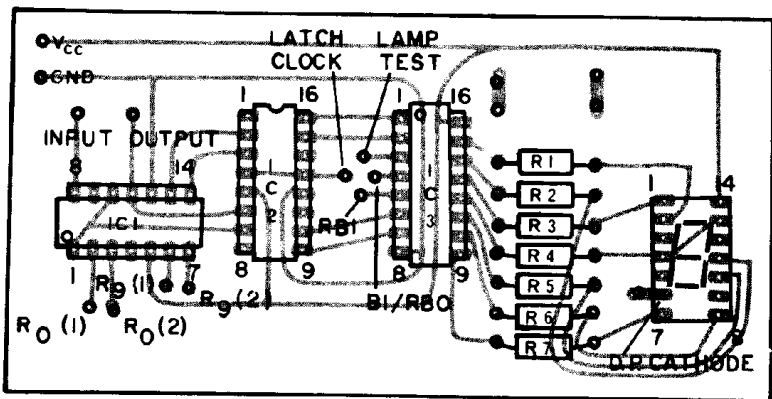 VCC
GND
LATCH CLOCK
LAMP TEST
1
16
1
16
INPUT
OUTPUT
8
14
IC1
IC2
IC3
RBI
BI/RBO
8
9
8
9
1
7
R9(1)
R9(2)
R0(1)
R0(2)
R1
R2
R3
R4
R5
R6
R7
1
14
7
8
D.P. CATHODE